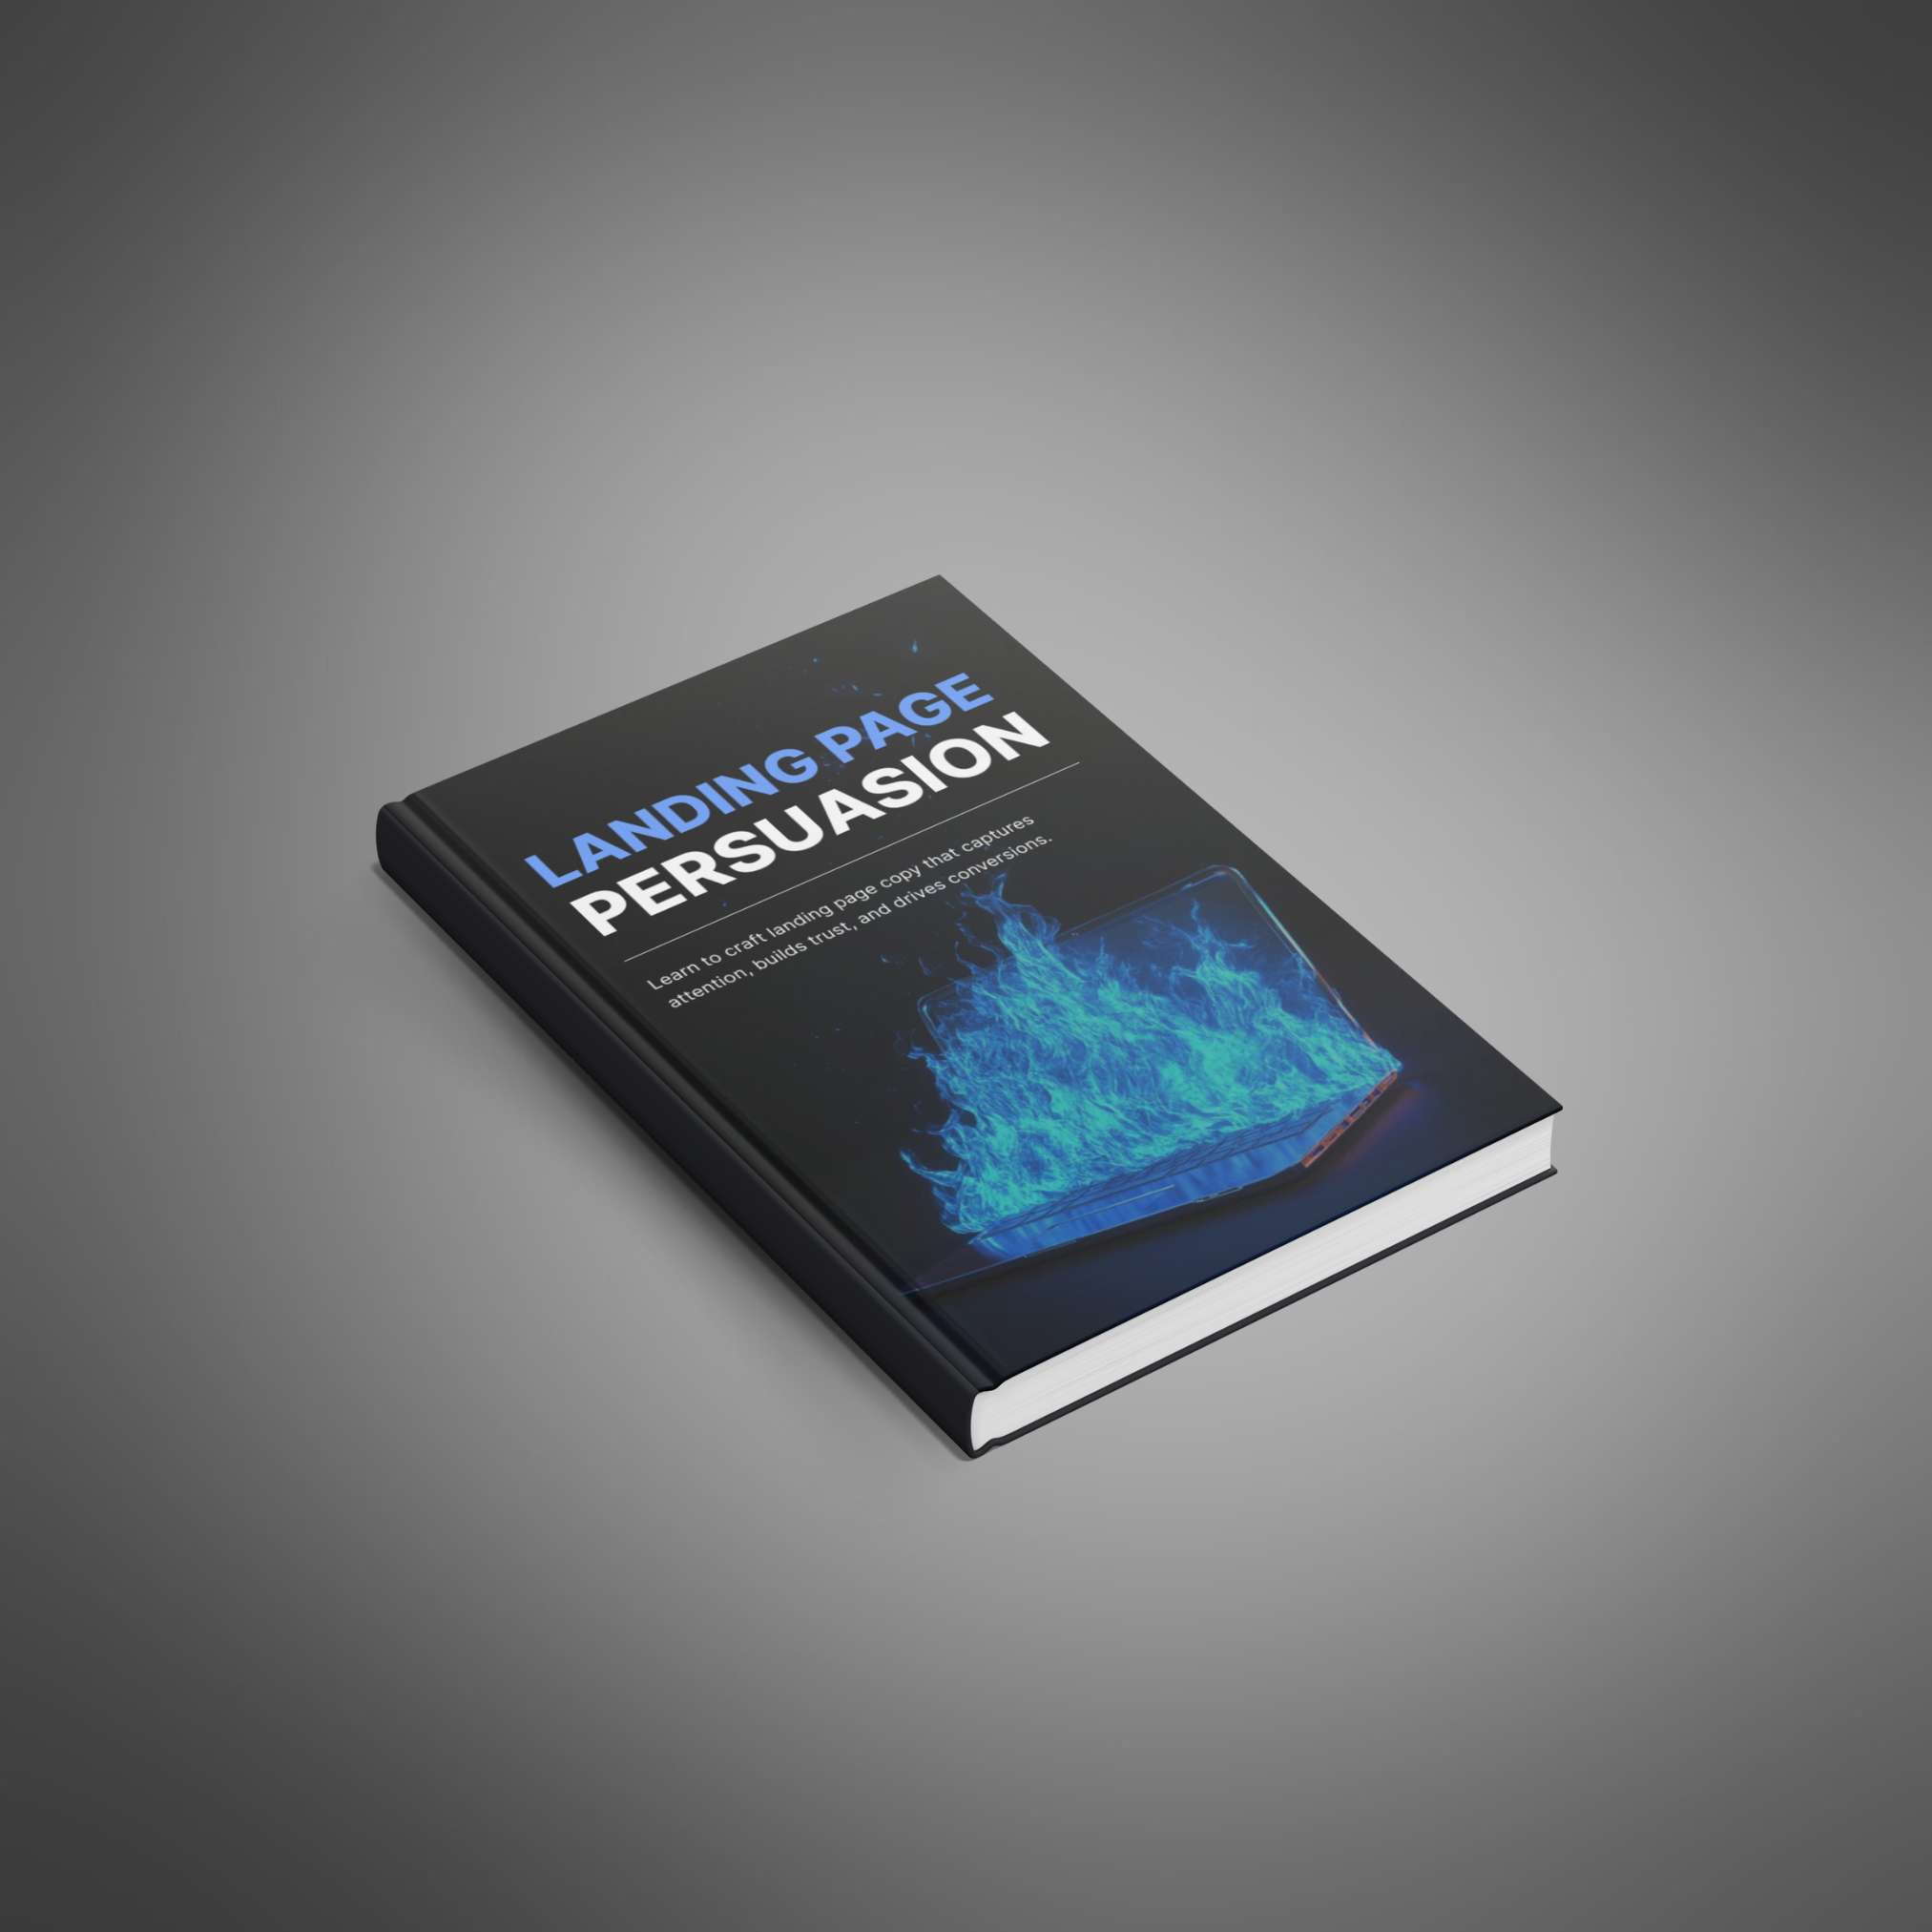 LANDING PAGE
PERSUASION
Learn to craft landing page copy that captures
attention, builds trust, and drives conversions.